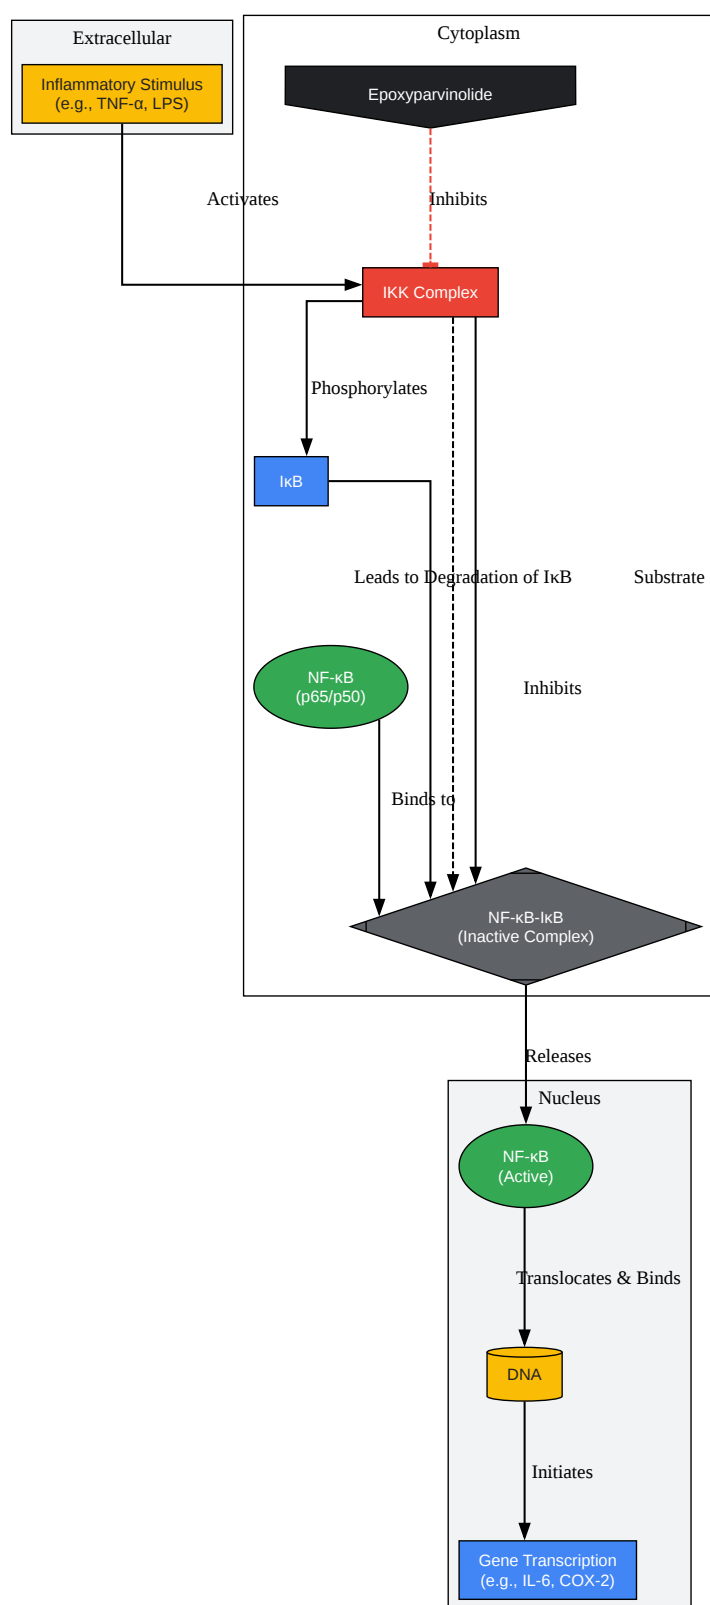 Extracellular
Cytoplasm
Inflammatory Stimulus
(e.g., TNF-α, LPS)
Epoxyparvinolide
Activates
Inhibits
IKK Complex
Phosphorylates
IκB
Leads to Degradation of IκB
Substrate
NF-κB
(p65/p50)
Inhibits
Binds to
NF-κB-IκB
(Inactive Complex)
Releases
Nucleus
NF-κB
(Active)
Translocates & Binds
DNA
Initiates
Gene Transcription
(e.g., IL-6, COX-2)